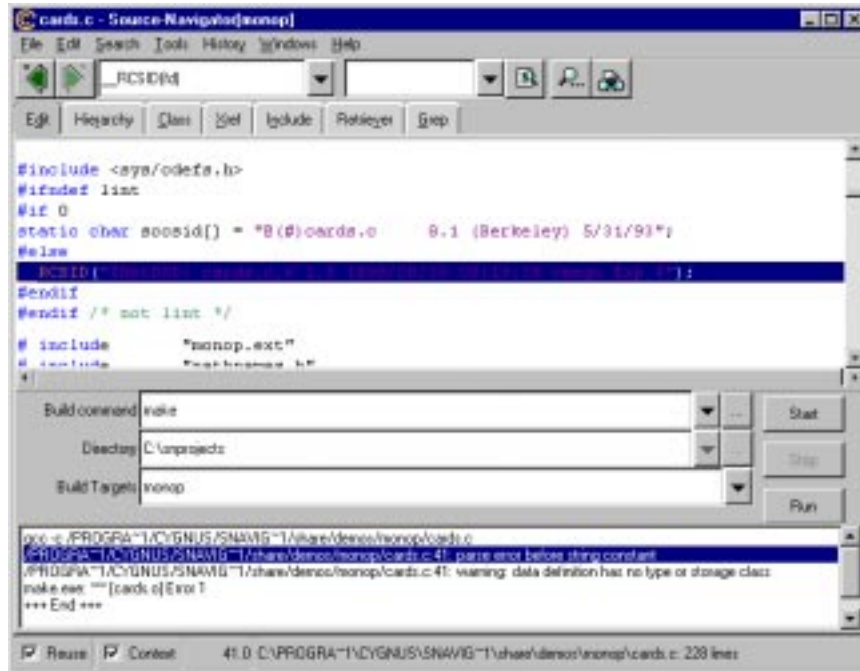 cards.c - Source-Navigator[monop]
File Edit Search Tools History Windows Help
__RCSID(id)
Edit Hierarchy Class Xref Include Retriever Grep
#include <sys/cdefs.h>
#ifndef lint
#if 0
static char sccsid[] = "@(#)cards.c 8.1 (Berkeley) 5/31/93";
#else
__RCSID(" cards.c,v
#endif
#endif /* not lint */
# include "monop.ext"
# include "pathnames.h"
Build command make ... Start
Directory C:\snprojects ... Stop
Build Targets monop Run
gcc -c /PROGRA~1/CYGNUS/SNAVIG~1/share/demos/monop/cards.c
/PROGRA~1/CYGNUS/SNAVIG~1/share/demos/monop/cards.c:41: parse error before string constant
/PROGRA~1/CYGNUS/SNAVIG~1/share/demos/monop/cards.c:41: warning: data definition has no type or storage class
make.exe: *** [cards.o] Error 1
+++ End +++
Reuse Context 41.0 C:\PROGRA~1\CYGNUS\SNAVIG~1\share\demos\monop\cards.c: 228 lines